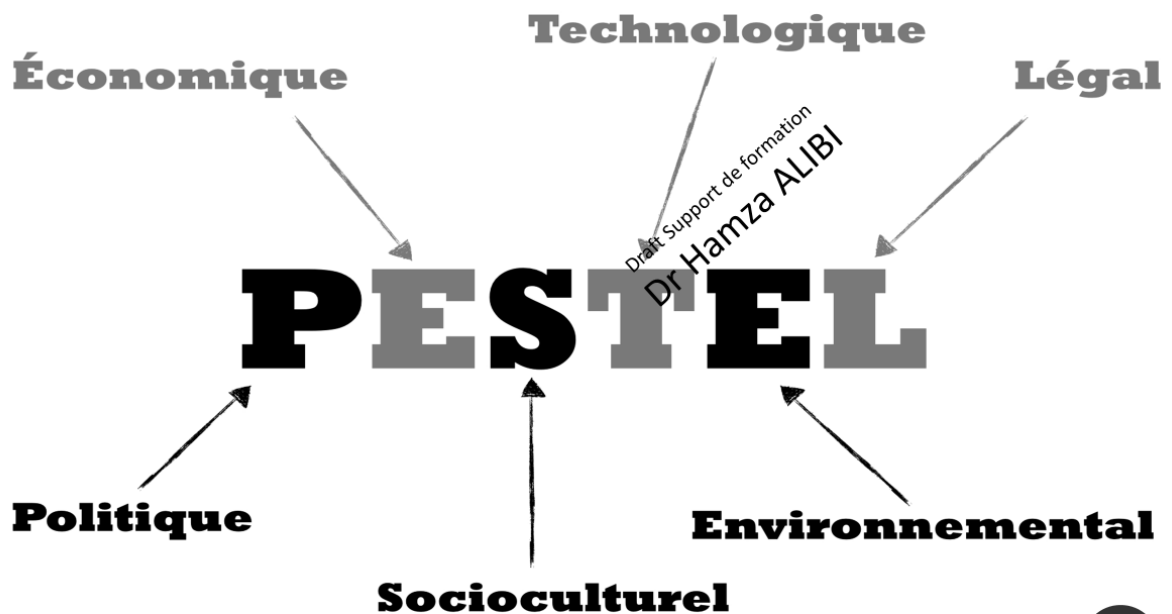 Technologique
Économique
Légal
Draft Support de formation
Dr Hamza ALIBI
PESTEL
Politique
Environnemental
Socioculturel